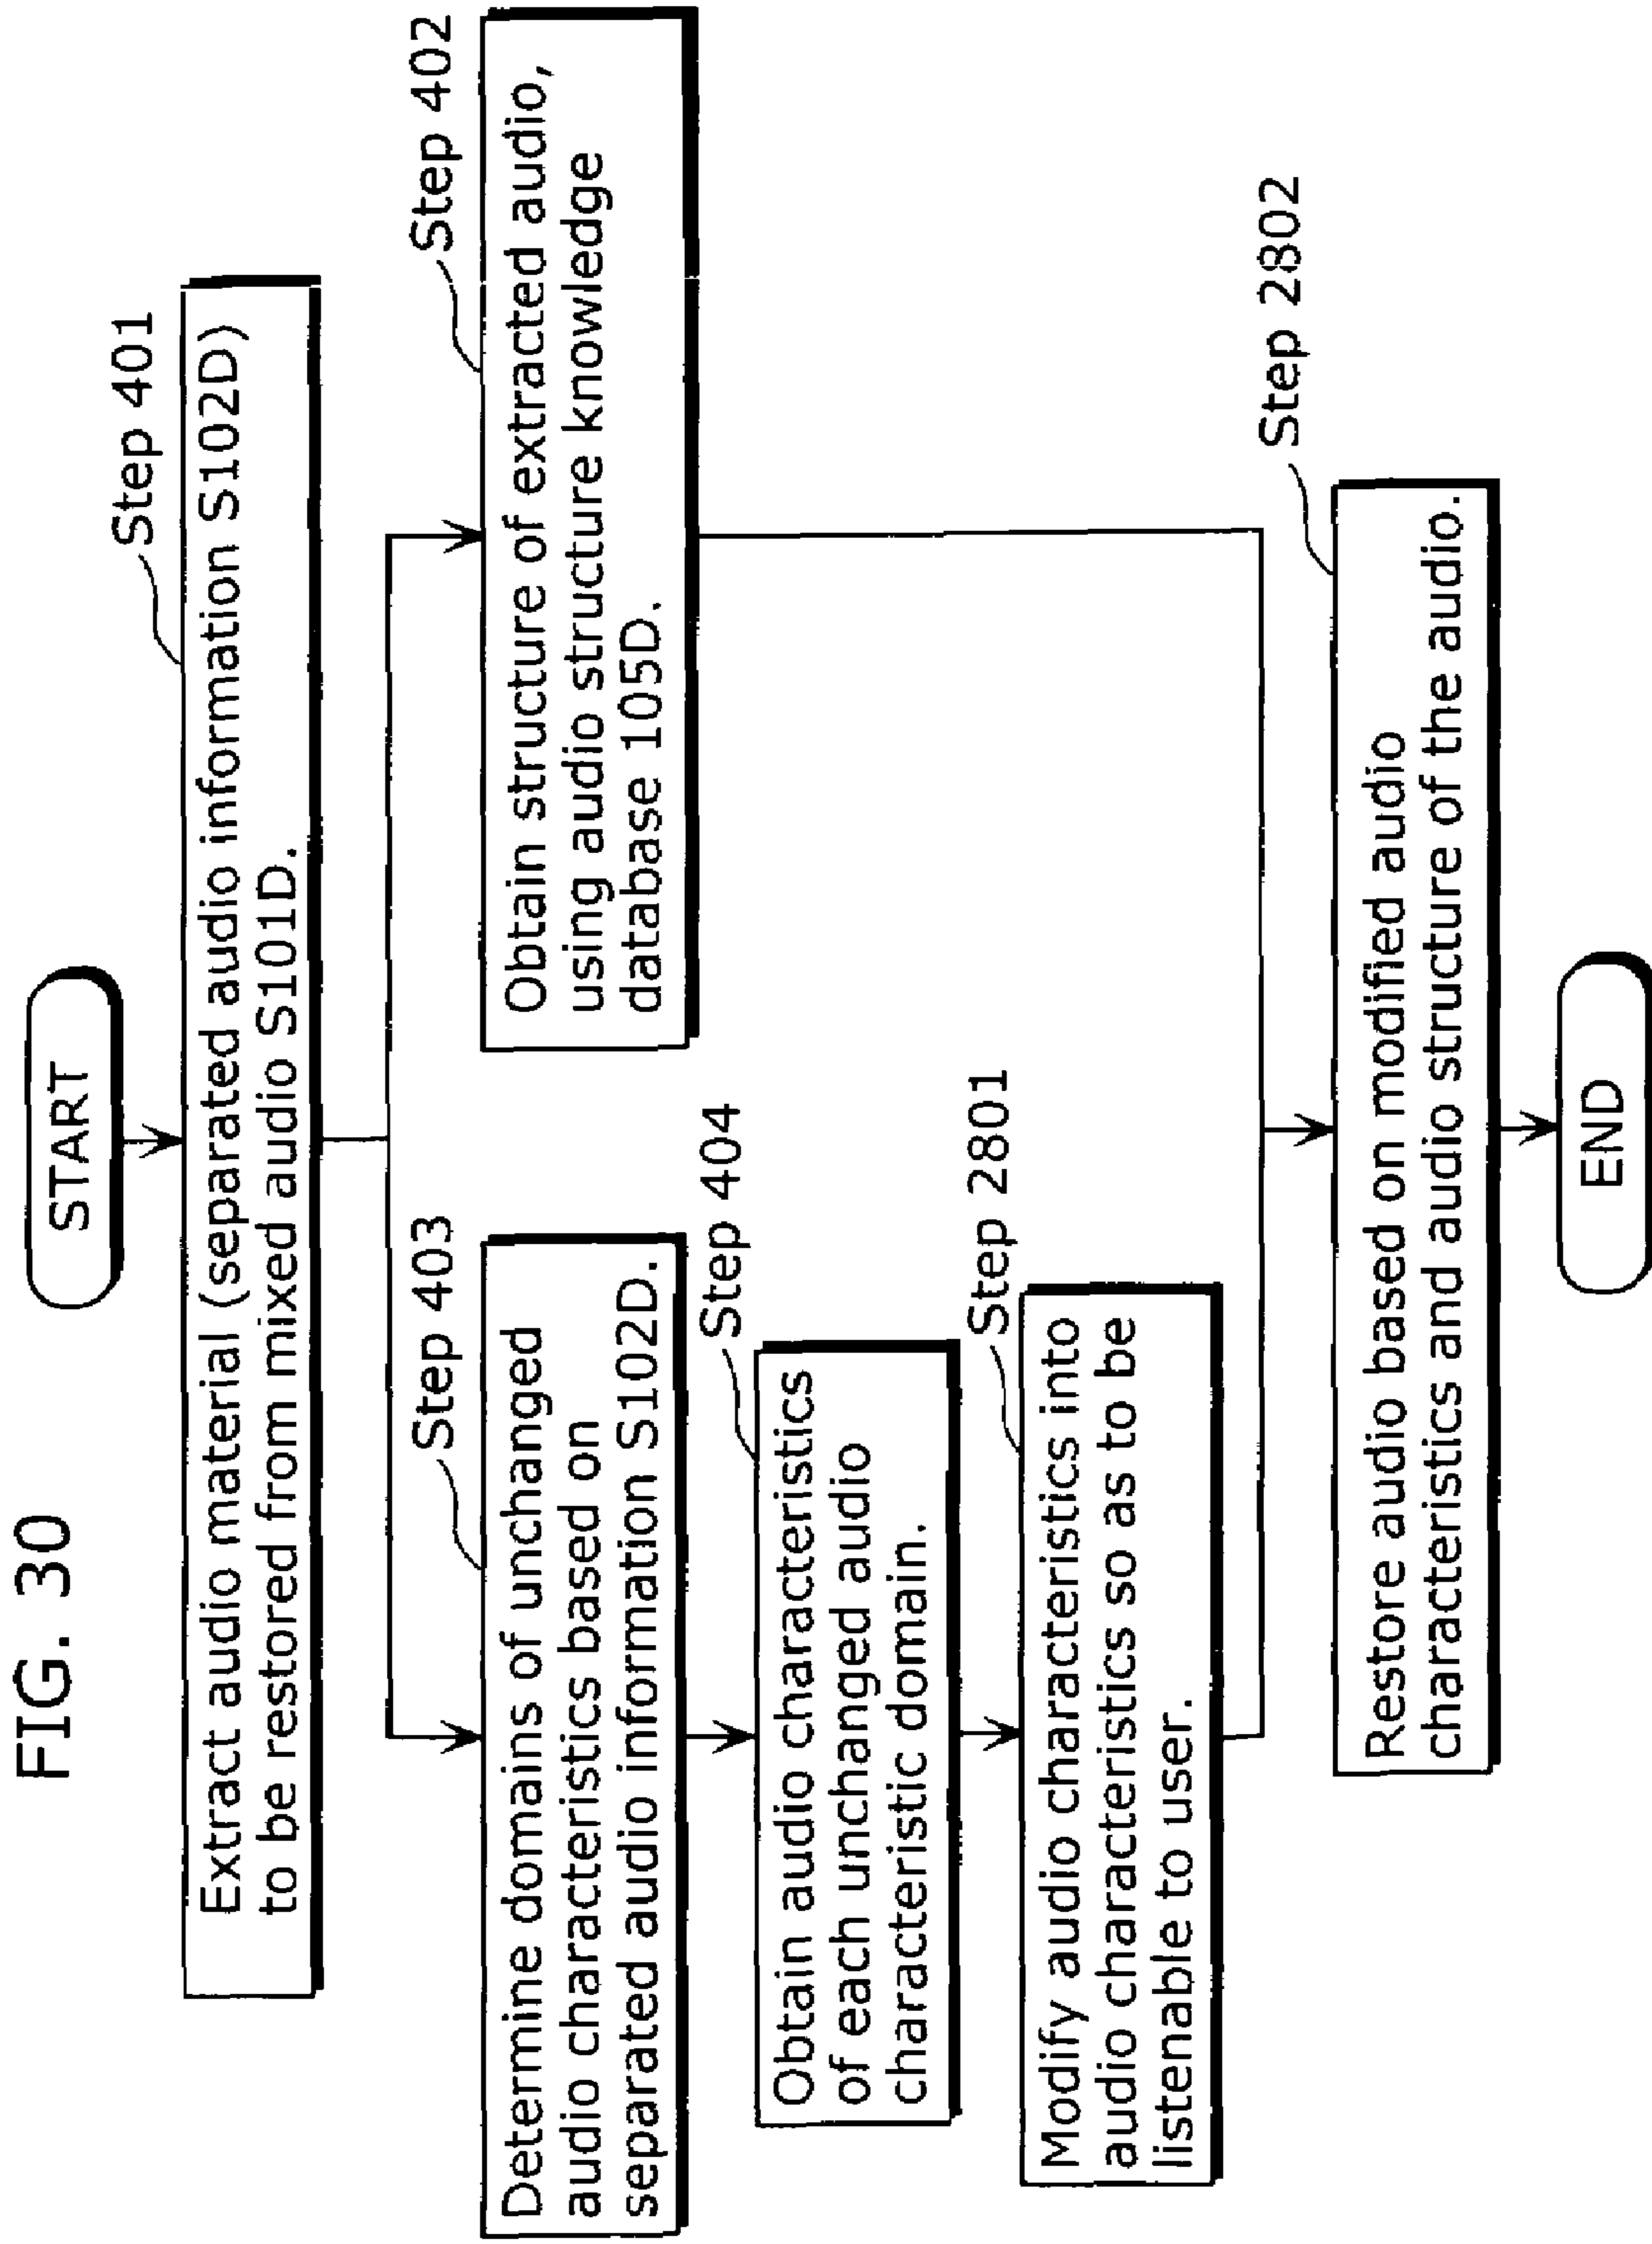 FIG. 30
START
Step 401
Extract audio material (separated audio information S102D)
to be restored from mixed audio S101D.
Step 403
Determine domains of unchanged
audio characteristics based on
separated audio information S102D.
Step 402
Obtain structure of extracted audio,
using audio structure knowledge
database 105D.
Step 404
Obtain audio characteristics
of each unchanged audio
characteristic domain.
Step 2801
Modify audio characteristics into
audio characteristics so as to be
listenable to user.
Step 2802
Restore audio based on modified audio
characteristics and audio structure of the audio.
END